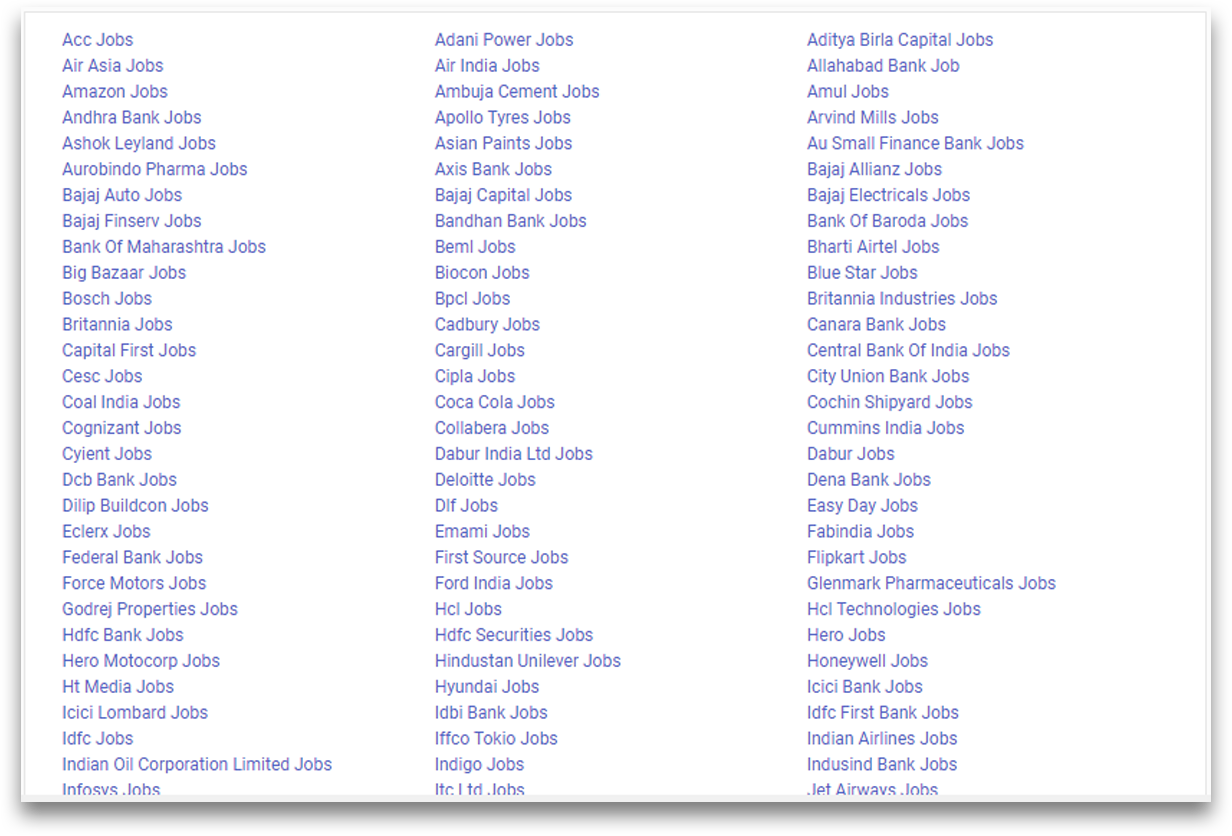 Acc Jobs Adani Power Jobs Aditya Birla Capital Jobs
Air Asia Jobs Air India Jobs Allahabad Bank Job
Amazon Jobs Ambuja Cement Jobs Amul Jobs
Andhra Bank Jobs Apollo Tyres Jobs Arvind Mills Jobs
Ashok Leyland Jobs Asian Paints Jobs Au Small Finance Bank Jobs
Aurobindo Pharma Jobs Axis Bank Jobs Bajaj Allianz Jobs
Bajaj Auto Jobs Bajaj Capital Jobs Bajaj Electricals Jobs
Bajaj Finserv Jobs Bandhan Bank Jobs Bank Of Baroda Jobs
Bank Of Maharashtra Jobs Beml Jobs Bharti Airtel Jobs
Big Bazaar Jobs Biocon Jobs Blue Star Jobs
Bosch Jobs Bpcl Jobs Britannia Industries Jobs
Britannia Jobs Cadbury Jobs Canara Bank Jobs
Capital First Jobs Cargill Jobs Central Bank Of India Jobs
Cesc Jobs Cipla Jobs City Union Bank Jobs
Coal India Jobs Coca Cola Jobs Cochin Shipyard Jobs
Cognizant Jobs Collabera Jobs Cummins India Jobs
Cyient Jobs Dabur India Ltd Jobs Dabur Jobs
Dcb Bank Jobs Deloitte Jobs Dena Bank Jobs
Dilip Buildcon Jobs Dlf Jobs Easy Day Jobs
Eclerx Jobs Emami Jobs Fabindia Jobs
Federal Bank Jobs First Source Jobs Flipkart Jobs
Force Motors Jobs Ford India Jobs Glenmark Pharmaceuticals Jobs
Godrej Properties Jobs Hcl Jobs Hcl Technologies Jobs
Hdfc Bank Jobs Hdfc Securities Jobs Hero Jobs
Hero Motocorp Jobs Hindustan Unilever Jobs Honeywell Jobs
Ht Media Jobs Hyundai Jobs Icici Bank Jobs
Icici Lombard Jobs Idbi Bank Jobs Idfc First Bank Jobs
Idfc Jobs Iffco Tokio Jobs Indian Airlines Jobs
Indian Oil Corporation Limited Jobs Indigo Jobs Indusind Bank Jobs
Infosys Jobs Itc Ltd Jobs Jet Airways Jobs